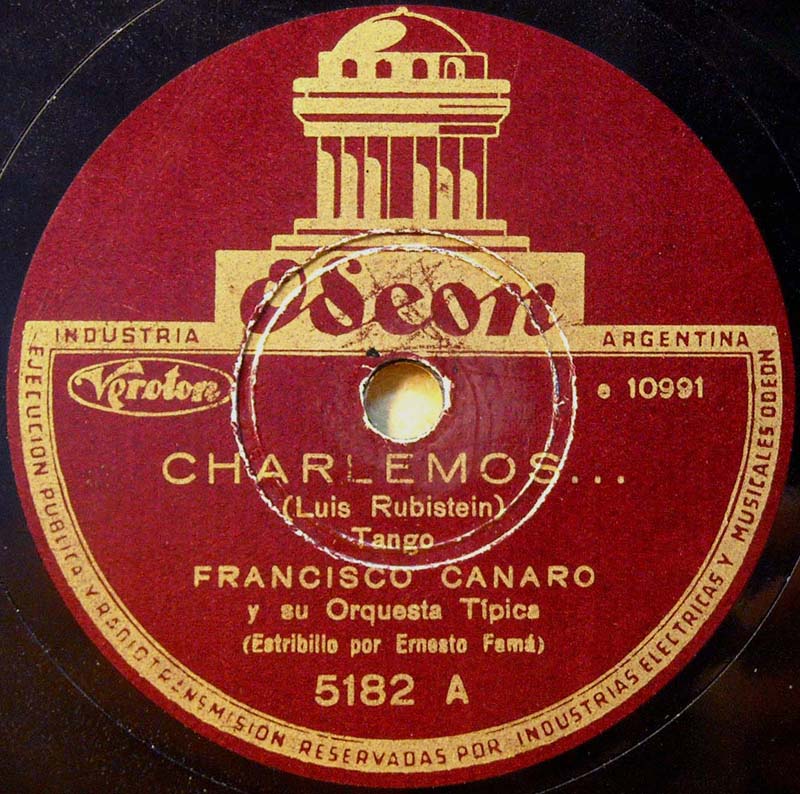 Odeon
INDUSTRIA ARGENTINA
Veroton
e 10991
CHARLEMOS...
(Luis Rubistein)
Tango
FRANCISCO CANARO
y su Orquesta Típica
(Estribillo por Ernesto Famá)
5182 A
EJECUCION PUBLICA Y RADIOTRANSMISION RESERVADAS POR INDUSTRIAS ELECTRICAS Y MUSICALES ODEON